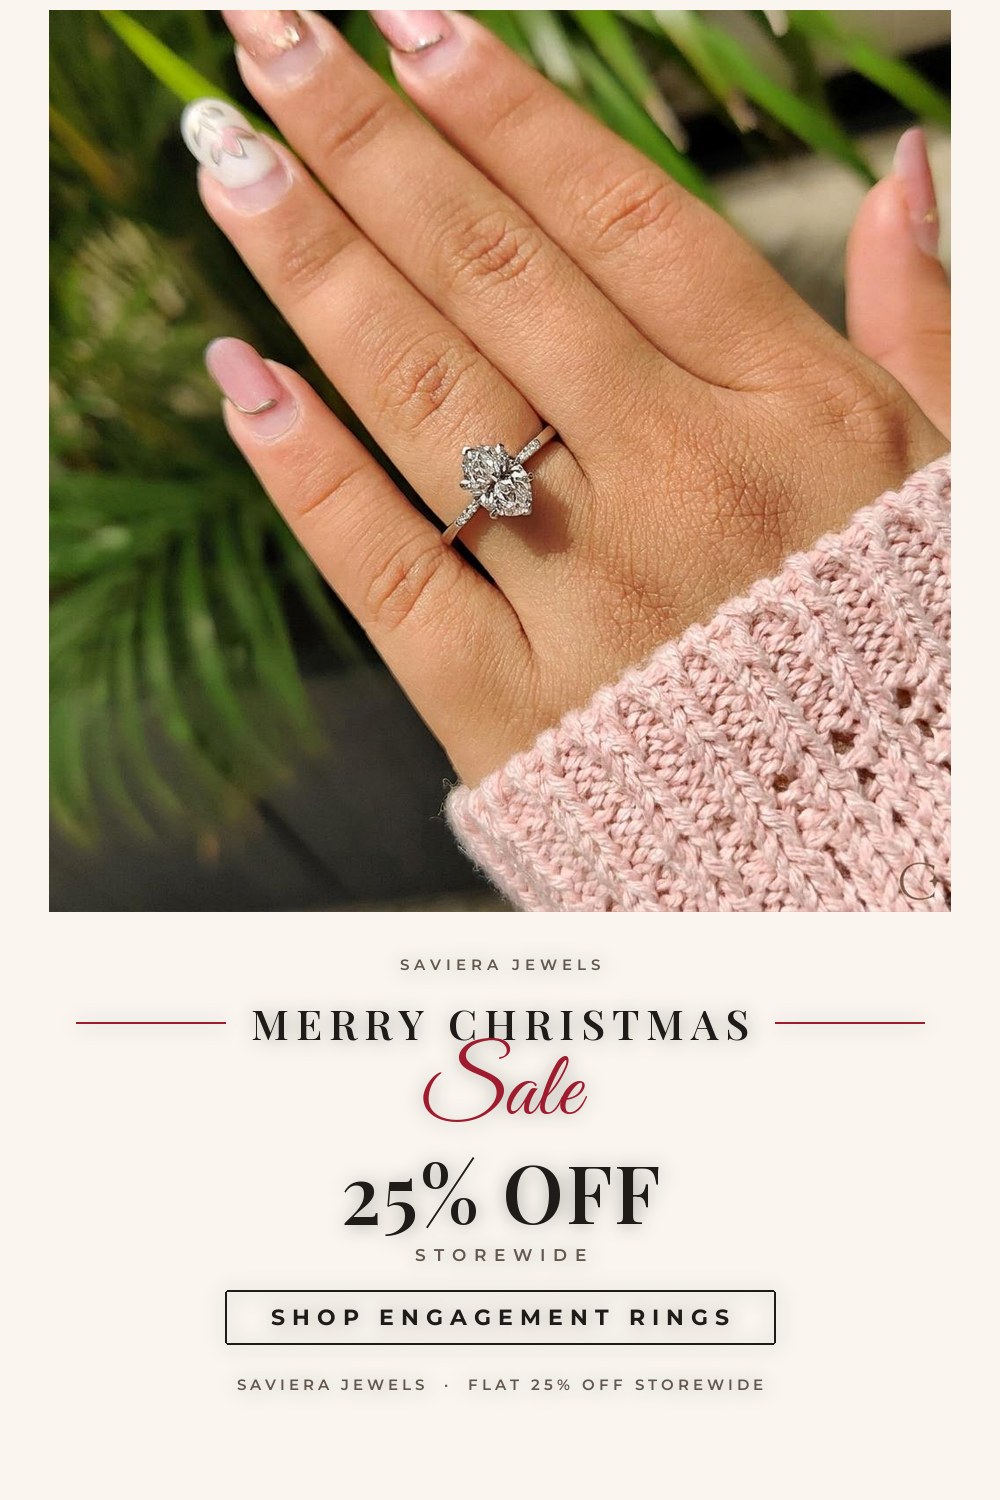 SAVIERA JEWELS
MERRY CHRISTMAS
Sale
25% OFF
STOREWIDE
SHOP ENGAGEMENT RINGS
SAVIERA JEWELS · FLAT 25% OFF STOREWIDE